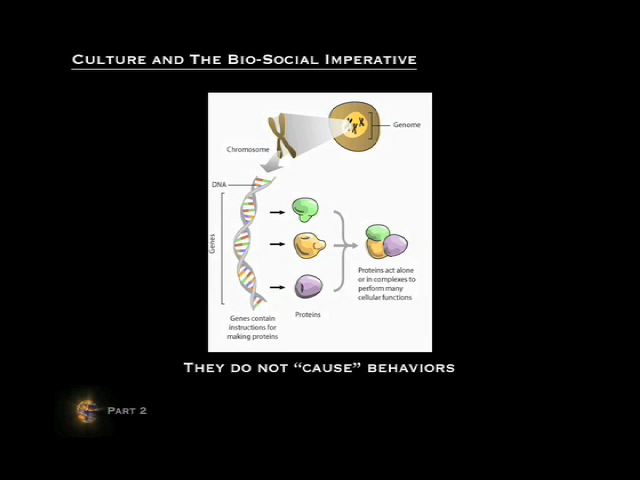 Culture and The Bio-Social Imperative
Genome
Chromosome
DNA
Genes
Proteins act alone
or in complexes to
perform many
cellular functions
Genes contain
instructions for
making proteins
Proteins
They do not “cause” behaviors
Part 2